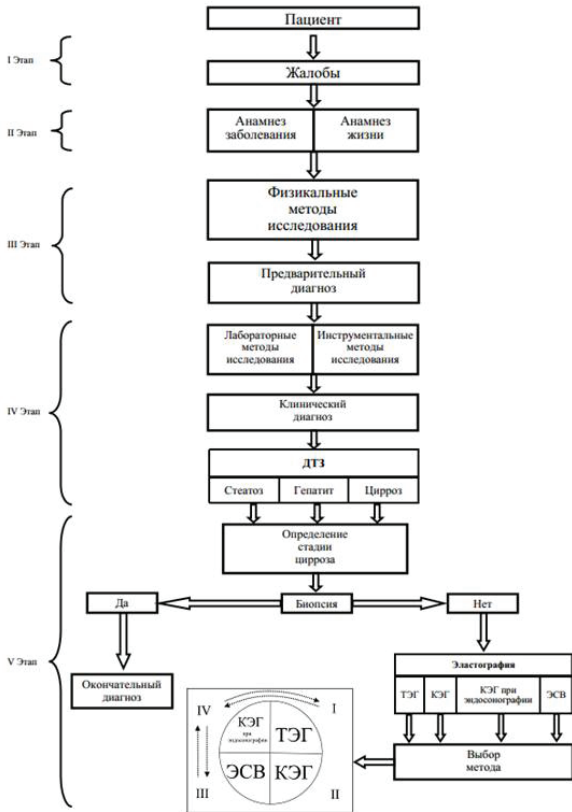 Пациент
I Этап
Жалобы
II Этап
Анамнез
заболевания
Анамнез
жизни
Физикальные
методы
исследования
III Этап
Предварительный
диагноз
Лабораторные
методы
исследования
Инструментальные
методы
исследования
IV Этап
Клинический
диагноз
ДТЗ
Стеатоз
Гепатит
Цирроз
Определение
стадии
цирроза
Да
Биопсия
Нет
V Этап
Окончательный
диагноз
Эластография
ТЭГ
КЭГ
КЭГ при
эндосонографии
ЭСВ
Выбор
метода
IV
I
КЭГ
при
эндосонографии
ТЭГ
ЭСВ
КЭГ
III
II